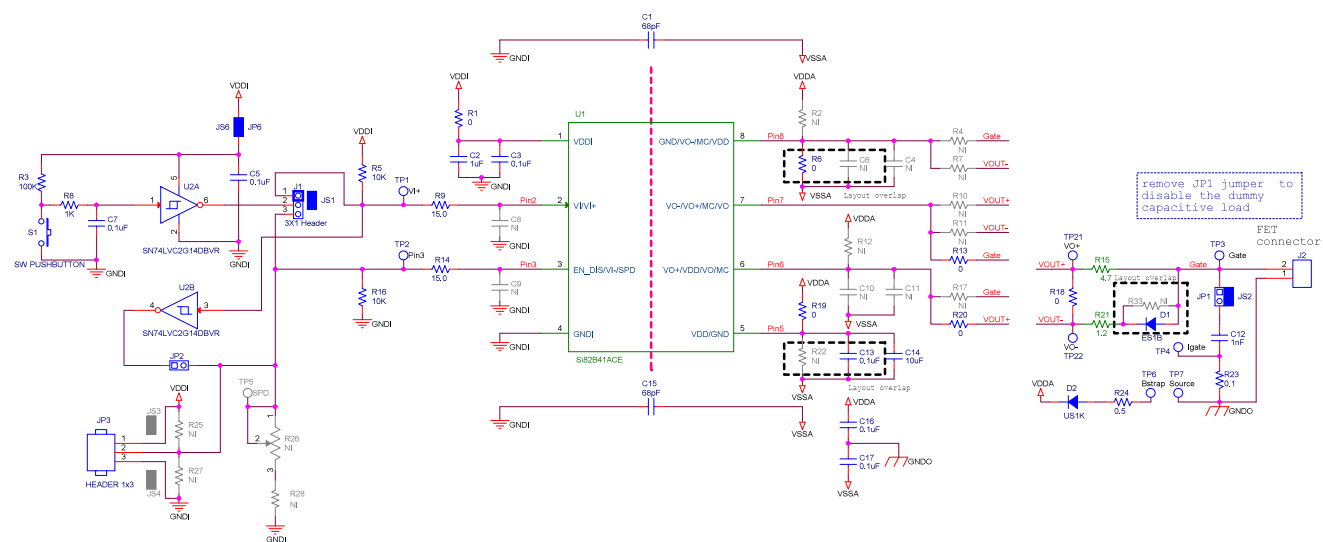 C1
68pF
GNDI
VSSA
VDDI
VDDA
R1
0
R2
NI
U1
1
VDDI
GND/VO-/MC/VDD
8
Pin8
R4
NI
Gate
R7
NI
VOUT-
C2
1uF
C3
0.1uF
GNDI
R6
0
C6
NI
C4
NI
VSSA
Layout overlap
VDDI
JS6
JP6
VDDI
R3
100K
R8
1K
C7
0.1uF
S1
SW PUSHBUTTON
GNDI
5
U2A
1
6
2
SN74LVC2G14DBVR
C5
0.1uF
GNDI
J1
1
2
3
JS1
3X1 Header
R5
10K
TP1
VI+
R9
15.0
Pin2
2
VI/VI+
C8
NI
GNDI
VO-/VO+/MC/VO
7
Pin7
R10
NI
VOUT+
R11
NI
VOUT-
R13
0
Gate
TP2
Pin3
R14
15.0
Pin3
3
EN_DIS/VI-/SPD
C9
NI
GNDI
R16
10K
GNDI
VDDA
R12
NI
VO+/VDD/VO/MC
6
Pin6
C10
NI
C11
NI
VSSA
R17
NI
Gate
R20
0
VOUT+
VDDA
R19
0
4
GNDI
GNDI
VDD/GND
5
Pin5
Si82B41ACE
R22
NI
C13
0.1uF
C14
10uF
Layout overlap
VSSA
U2B
4
3
SN74LVC2G14DBVR
JP2
VDDI
JP3
JS3
1
2
3
HEADER 1x3
JS4
R25
NI
R27
NI
GNDI
TP5
SPD
1
2
R26
NI
3
R28
NI
GNDI
C15
68pF
GNDI
VSSA
VDDA
C16
0.1uF
C17
0.1uF
GNDO
VSSA
remove JP1 jumper to
disable the dummy
capacitive load
FET
connector
TP21
VO+
VOUT+
R15
4.7
Layout overlap
Gate
TP3
Gate
2
1
J2
R18
0
R33
NI
D1
ES1B
VOUT-
R21
1.2
VO-
TP22
JP1
JS2
C12
1nF
TP4
Igate
R23
0.1
GNDO
VDDA
D2
US1K
R24
0.5
TP6
Bstrap
TP7
Source